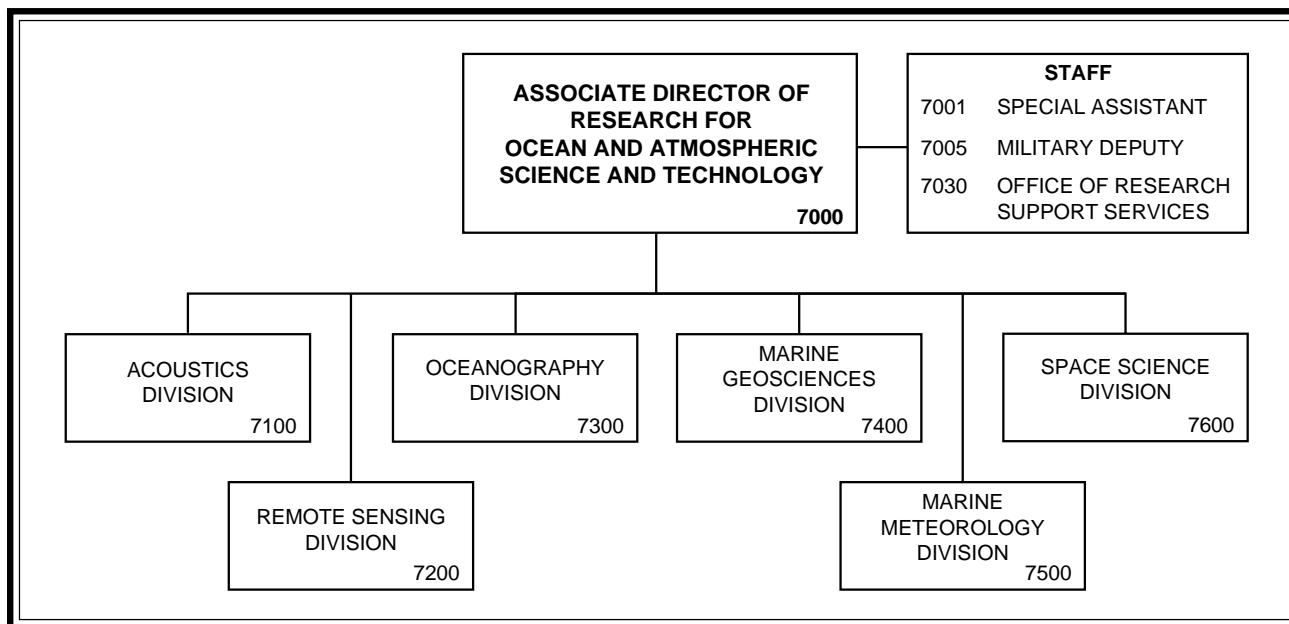 ASSOCIATE DIRECTOR OF
RESEARCH FOR
OCEAN AND ATMOSPHERIC
SCIENCE AND TECHNOLOGY
7000
STAFF
7001 SPECIAL ASSISTANT
7005 MILITARY DEPUTY
7030 OFFICE OF RESEARCH
SUPPORT SERVICES
ACOUSTICS
DIVISION
7100
OCEANOGRAPHY
DIVISION
7300
MARINE
GEOSCIENCES
DIVISION
7400
SPACE SCIENCE
DIVISION
7600
REMOTE SENSING
DIVISION
7200
MARINE
METEOROLOGY
DIVISION
7500